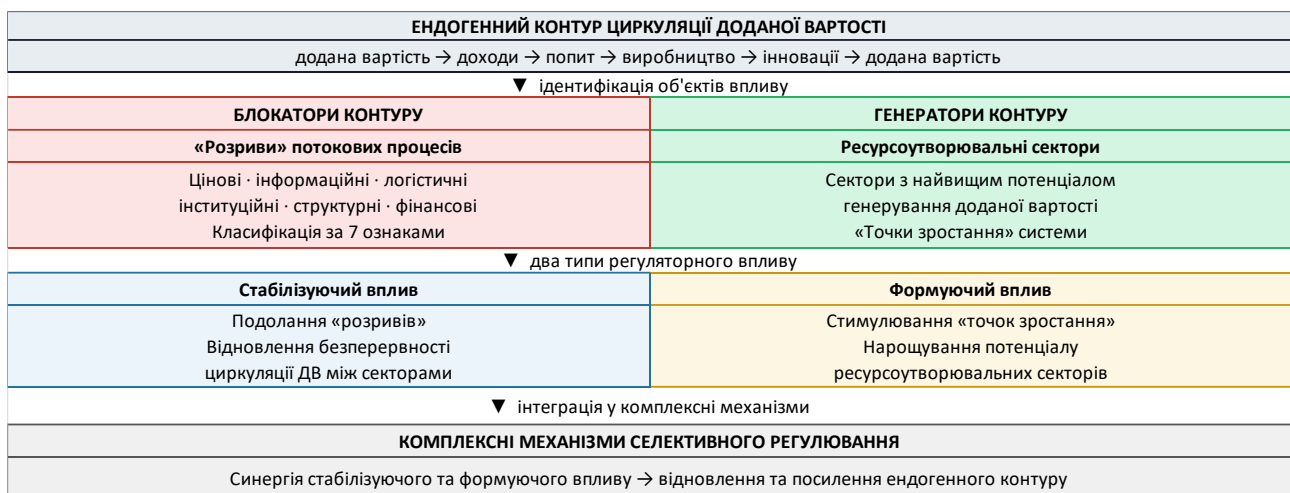 ЕНДОГЕННИЙ КОНТУР ЦИРКУЛЯЦІЇ ДОДАНОЇ ВАРТОСТІ
додана вартість → доходи → попит → виробництво → інновації → додана вартість
▼ ідентифікація об'єктів впливу
БЛОКАТОРИ КОНТУРУ
«Розриви» потокових процесів
Цінові · інформаційні · логістичні
інституційні · структурні · фінансові
Класифікація за 7 ознаками
ГЕНЕРАТОРИ КОНТУРУ
Ресурсоутворювальні сектори
Сектори з найвищим потенціалом
генерування доданої вартості
«Точки зростання» системи
▼ два типи регуляторного впливу
Стабілізуючий вплив
Подолання «розривів»
Відновлення безперервності
циркуляції ДВ між секторами
Формуючий вплив
Стимулювання «точок зростання»
Нарощування потенціалу
ресурсоутворювальних секторів
▼ інтеграція у комплексні механізми
КОМПЛЕКСНІ МЕХАНІЗМИ СЕЛЕКТИВНОГО РЕГУЛЮВАННЯ
Синергія стабілізуючого та формуючого впливу → відновлення та посилення ендогенного контуру